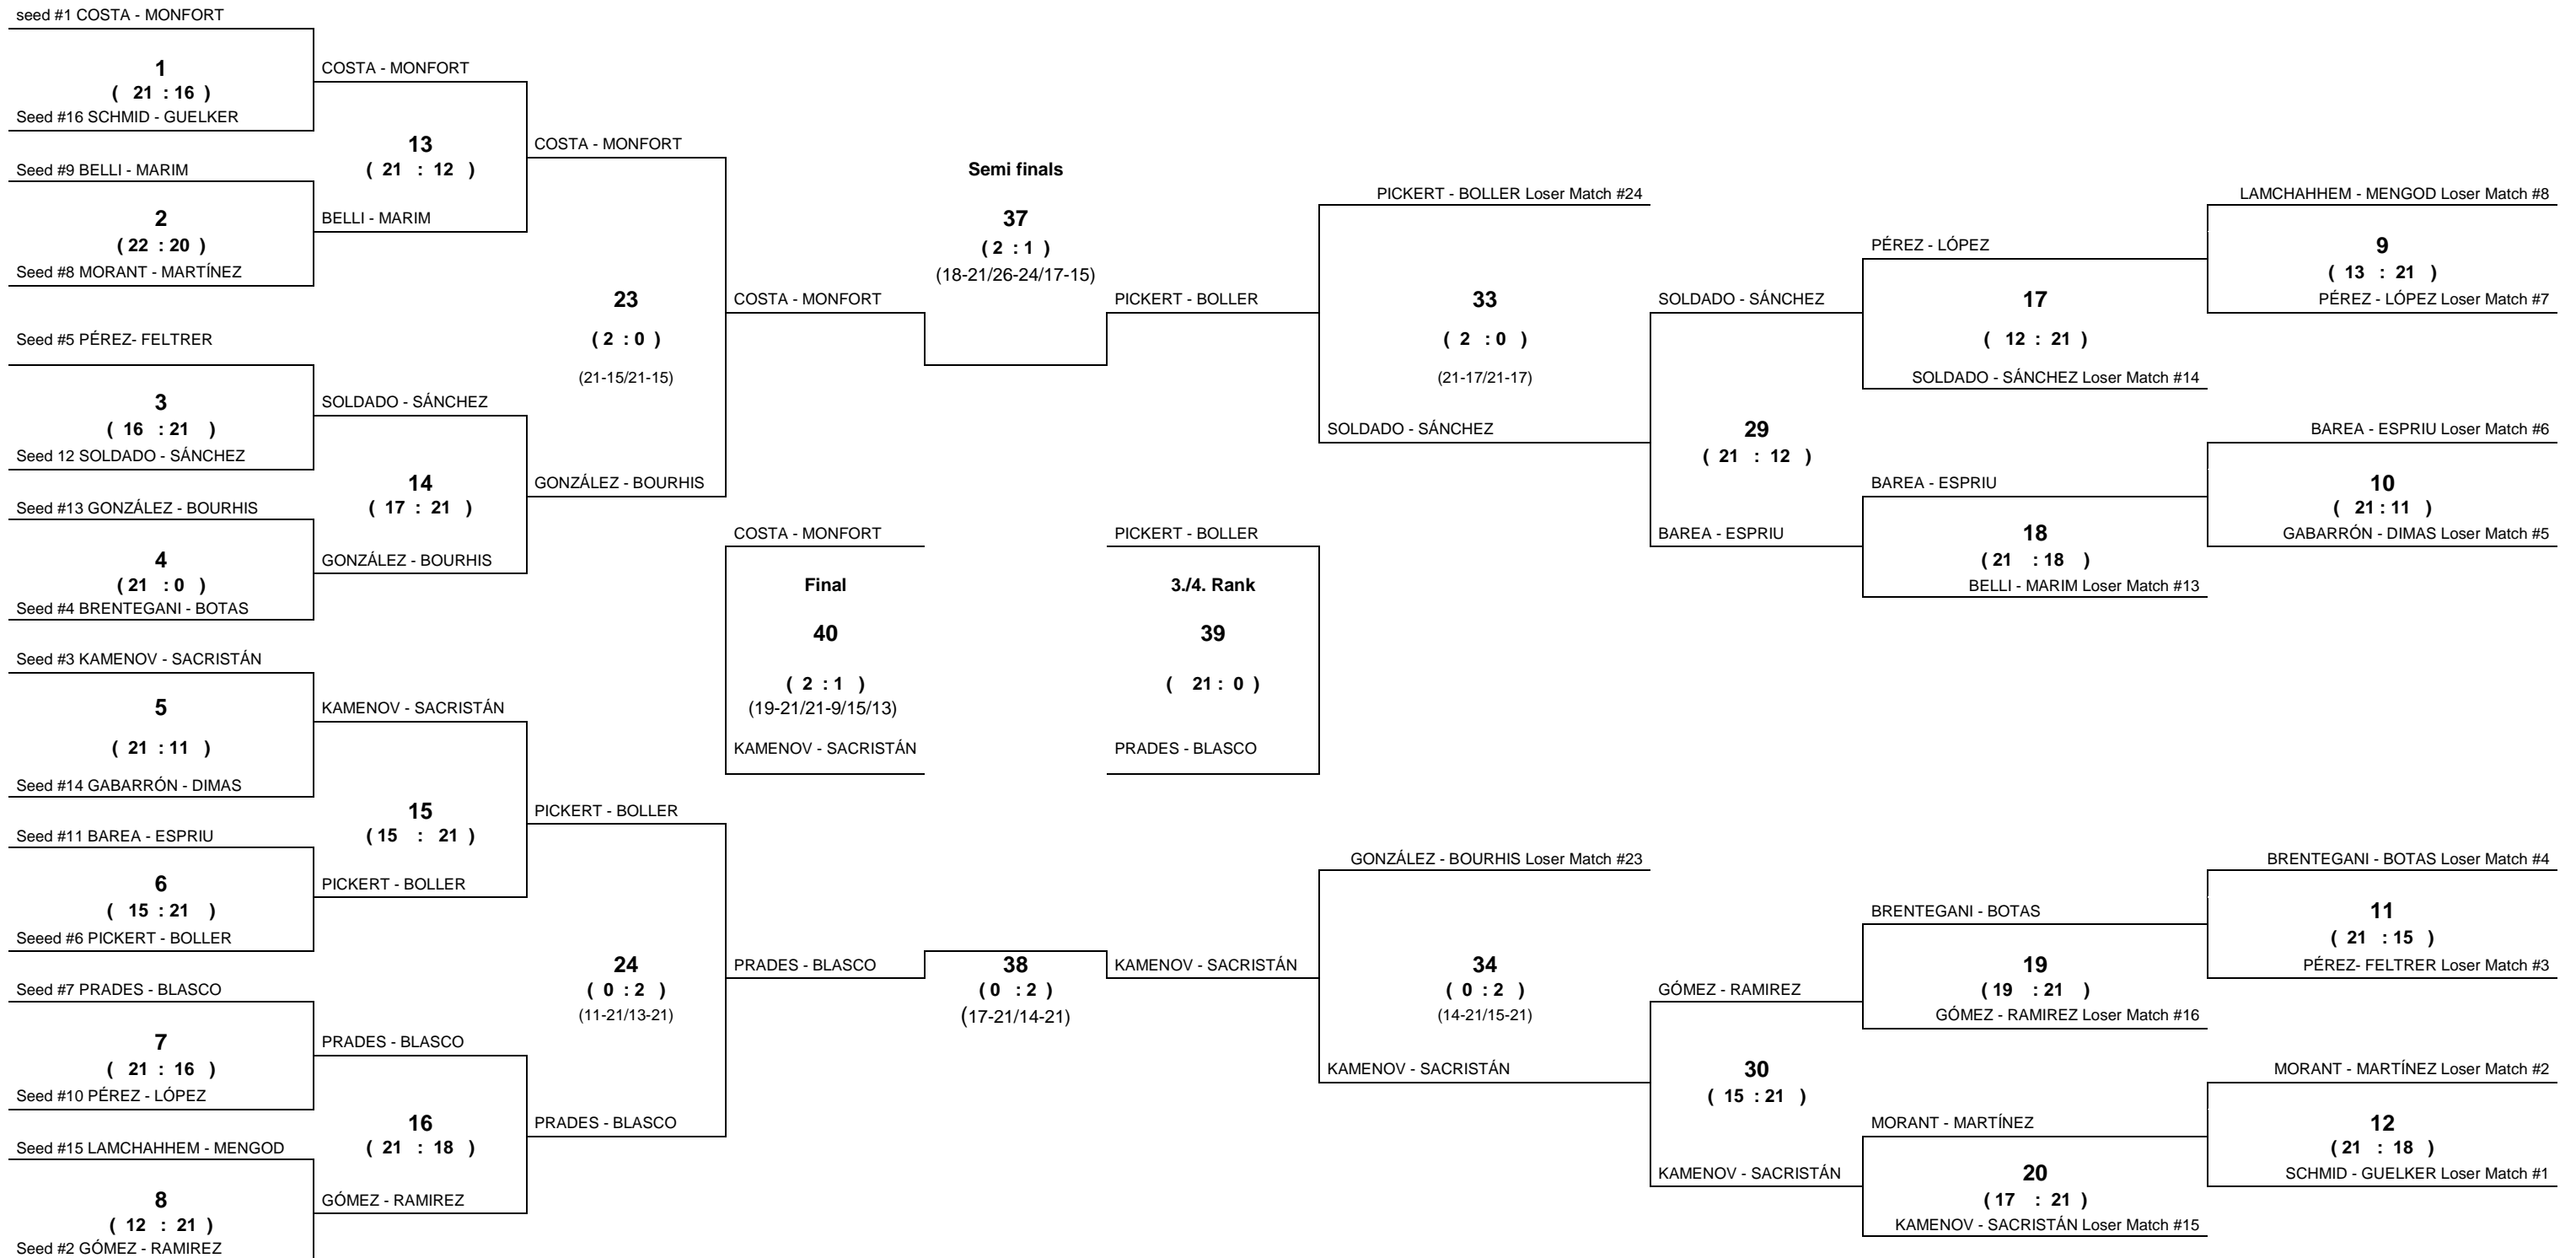 seed #1 COSTA - MONFORT
1
( 21 : 16 )
Seed #16 SCHMID - GUELKER
Seed #9 BELLI - MARIM
2
( 22 : 20 )
Seed #8 MORANT - MARTÍNEZ
Seed #5 PÉREZ- FELTRER
3
( 16 : 21 )
Seed 12 SOLDADO - SÁNCHEZ
Seed #13 GONZÁLEZ - BOURHIS
4
( 21 : 0 )
Seed #4 BRENTEGANI - BOTAS
Seed #3 KAMENOV - SACRISTÁN
5
( 21 : 11 )
Seed #14 GABARRÓN - DIMAS
Seed #11 BAREA - ESPRIU
6
( 15 : 21 )
Seeed #6 PICKERT - BOLLER
Seed #7 PRADES - BLASCO
7
( 21 : 16 )
Seed #10 PÉREZ - LÓPEZ
Seed #15 LAMCHAHHEM - MENGOD
8
( 12 : 21 )
Seed #2 GÓMEZ - RAMIREZ
COSTA - MONFORT
13
( 21 : 12 )
BELLI - MARIM
SOLDADO - SÁNCHEZ
14
( 17 : 21 )
GONZÁLEZ - BOURHIS
KAMENOV - SACRISTÁN
15
( 15 : 21 )
PICKERT - BOLLER
PRADES - BLASCO
16
( 21 : 18 )
GÓMEZ - RAMIREZ
COSTA - MONFORT
23
( 2 : 0 )
(21-15/21-15)
GONZÁLEZ - BOURHIS
PICKERT - BOLLER
24
( 0 : 2 )
(11-21/13-21)
PRADES - BLASCO
Semi finals
37
( 2 : 1 )
(18-21/26-24/17-15)
COSTA - MONFORT
PICKERT - BOLLER
COSTA - MONFORT
Final
40
( 2 : 1 )
(19-21/21-9/15/13)
KAMENOV - SACRISTÁN
PICKERT - BOLLER
3./4. Rank
39
( 21 : 0 )
PRADES - BLASCO
PRADES - BLASCO
38
( 0 : 2 )
(17-21/14-21)
KAMENOV - SACRISTÁN
PICKERT - BOLLER Loser Match #24
33
( 2 : 0 )
(21-17/21-17)
SOLDADO - SÁNCHEZ
GONZÁLEZ - BOURHIS Loser Match #23
34
( 0 : 2 )
(14-21/15-21)
KAMENOV - SACRISTÁN
SOLDADO - SÁNCHEZ
29
( 21 : 12 )
BAREA - ESPRIU
GÓMEZ - RAMIREZ
30
( 15 : 21 )
KAMENOV - SACRISTÁN
PÉREZ - LÓPEZ
17
( 12 : 21 )
SOLDADO - SÁNCHEZ Loser Match #14
BAREA - ESPRIU
18
( 21 : 18 )
BELLI - MARIM Loser Match #13
BRENTEGANI - BOTAS
19
( 19 : 21 )
GÓMEZ - RAMIREZ Loser Match #16
MORANT - MARTÍNEZ
20
( 17 : 21 )
KAMENOV - SACRISTÁN Loser Match #15
LAMCHAHHEM - MENGOD Loser Match #8
9
( 13 : 21 )
PÉREZ - LÓPEZ Loser Match #7
BAREA - ESPRIU Loser Match #6
10
( 21 : 11 )
GABARRÓN - DIMAS Loser Match #5
BRENTEGANI - BOTAS Loser Match #4
11
( 21 : 15 )
PÉREZ- FELTRER Loser Match #3
MORANT - MARTÍNEZ Loser Match #2
12
( 21 : 18 )
SCHMID - GUELKER Loser Match #1